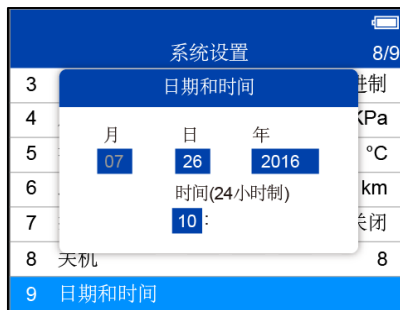 系统设置 8/9
日期和时间
3 进制
4 KPa
5 °C
6 km
7 关闭
月 日 年
07 26 2016
时间(24小时制)
10:
8 关机 8
9 日期和时间